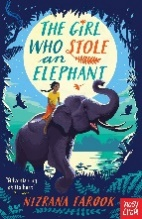 THE GIRL
WHO STOLE
an
ELEPHANT
NIZRANA FAROOK
nosy
Crow